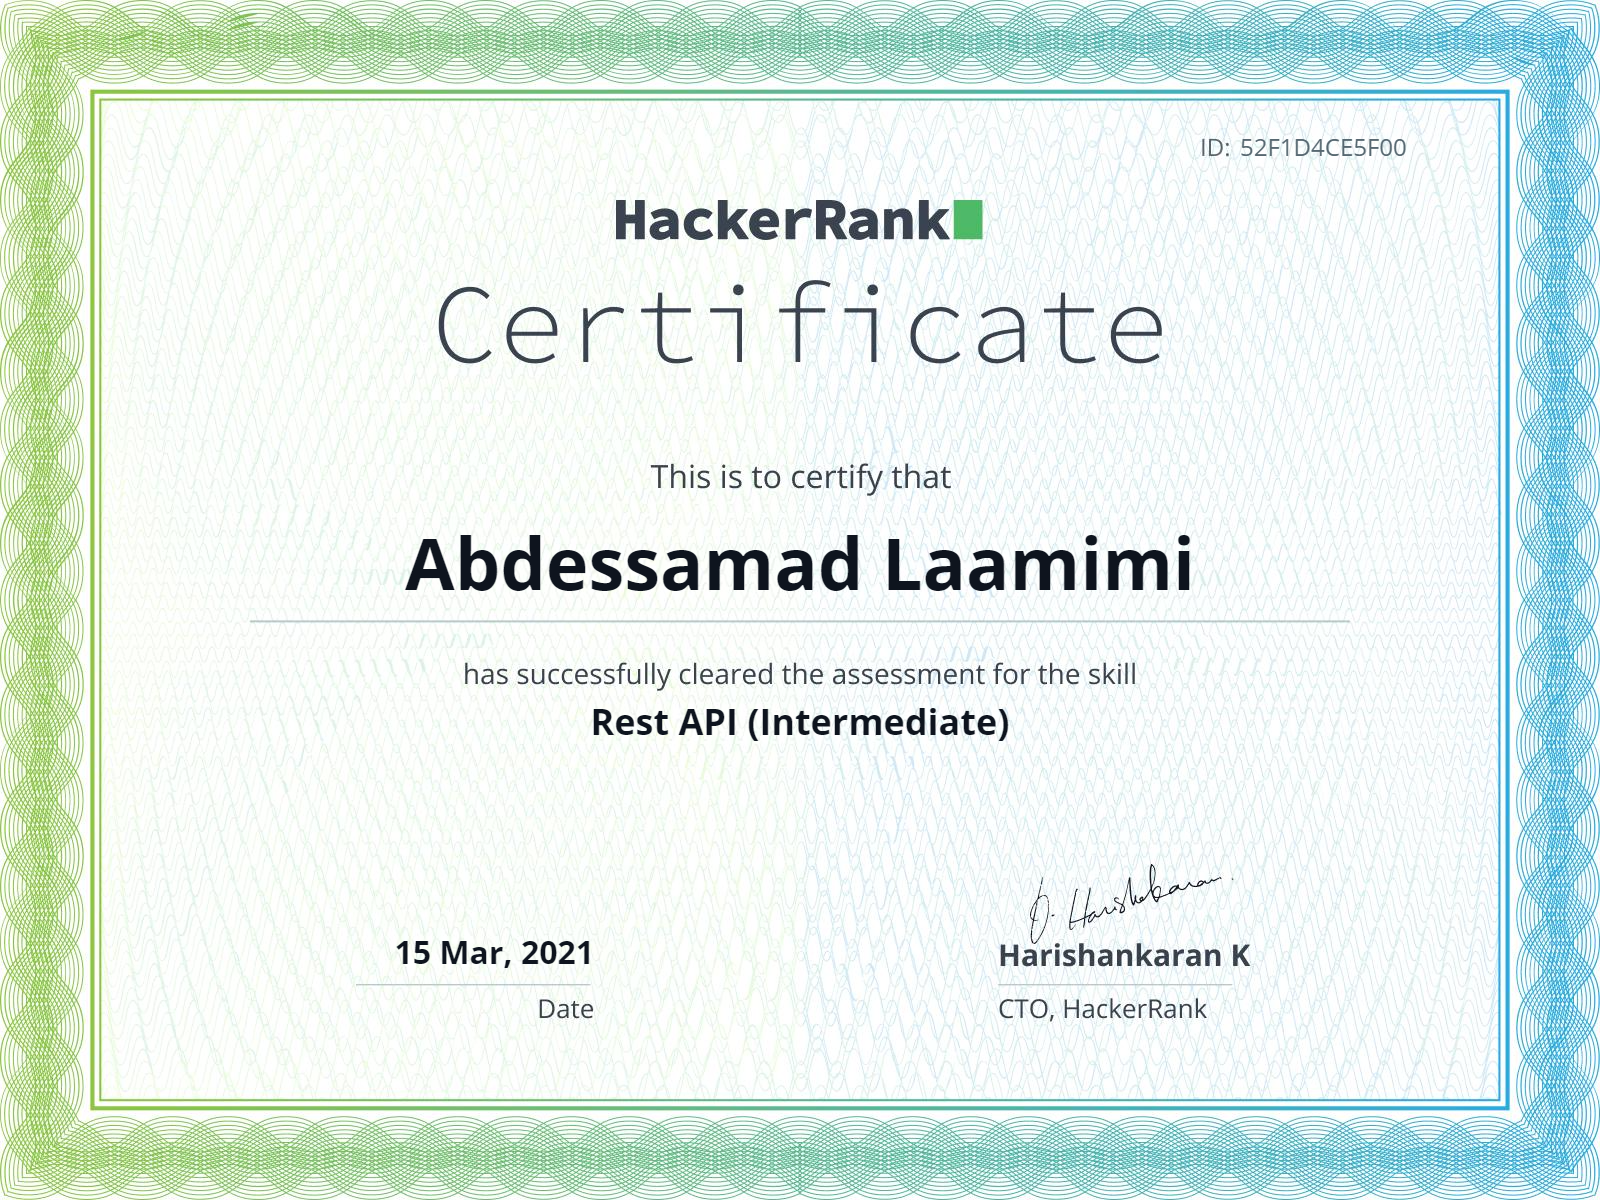 ID: 52F1D4CE5F00
HackerRank
Certificate
This is to certify that
Abdessamad Laamimi
has successfully cleared the assessment for the skill
Rest API (Intermediate)
15 Mar, 2021
Date
Harishankaran K
CTO, HackerRank